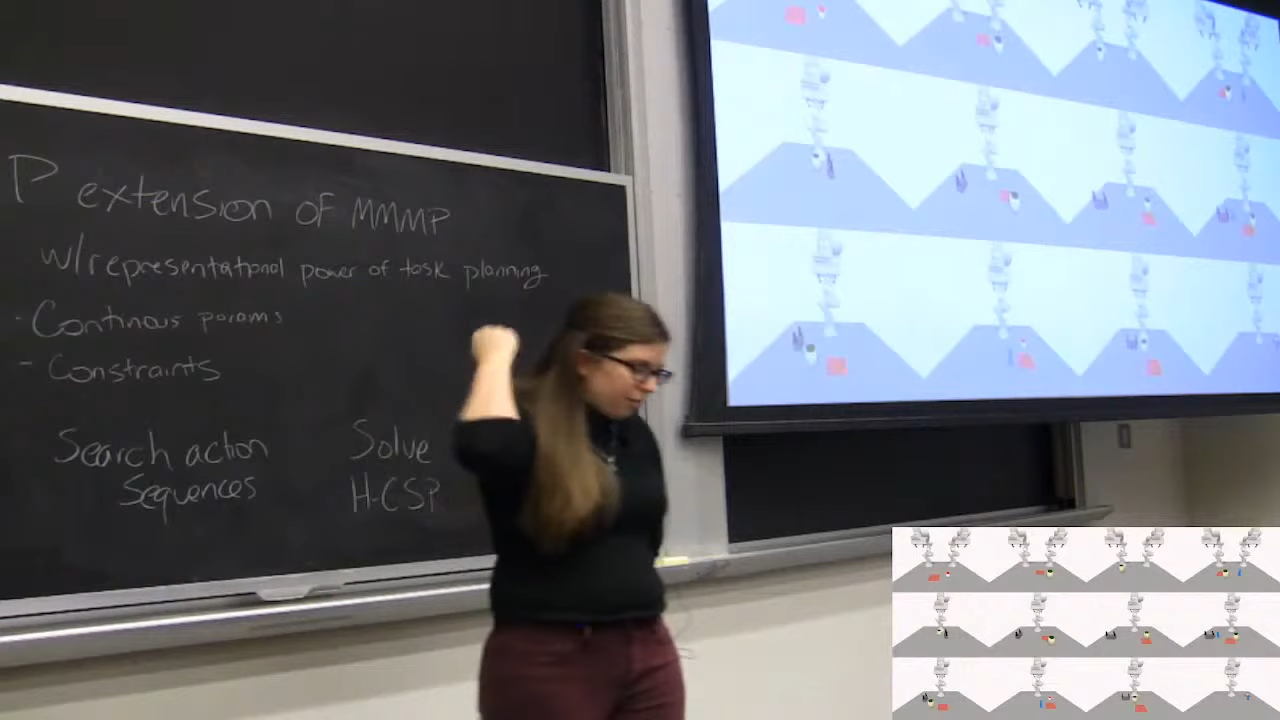 P extension of MMMP
w/representational power of task planning
- Continous params
- Constraints
Search action
Sequences
Solve
H-CSP